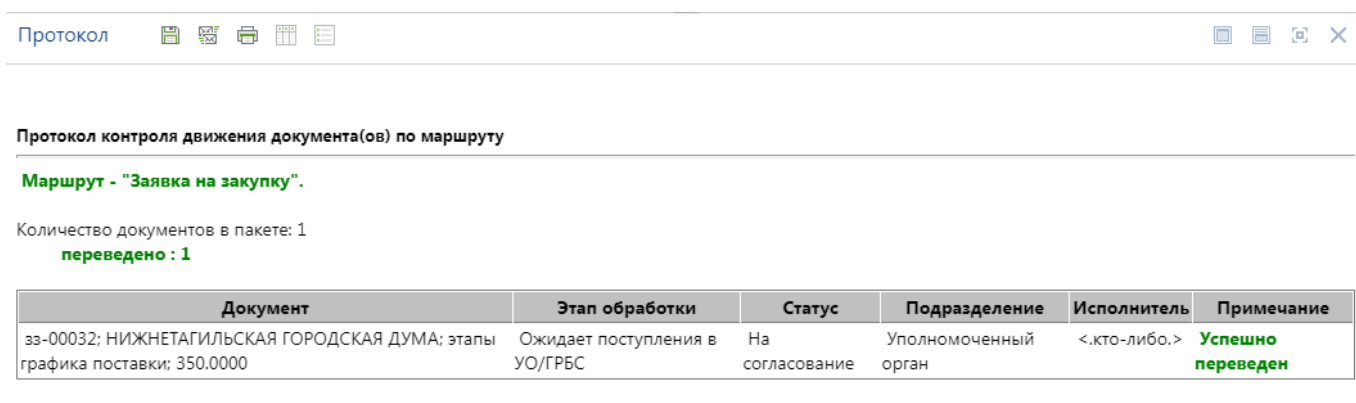 Протокол
Протокол контроля движения документа(ов) по маршруту
Маршрут - "Заявка на закупку".
Количество документов в пакете: 1
переведено : 1
Документ Этап обработки Статус Подразделение Исполнитель Примечание
зз-00032; НИЖНЕТАГИЛЬСКАЯ ГОРОДСКАЯ ДУМА; этапы Ожидает поступления в На Уполномоченный <.кто-либо.> Успешно
графика поставки; 350.0000 УО/ГРБС согласование орган переведен